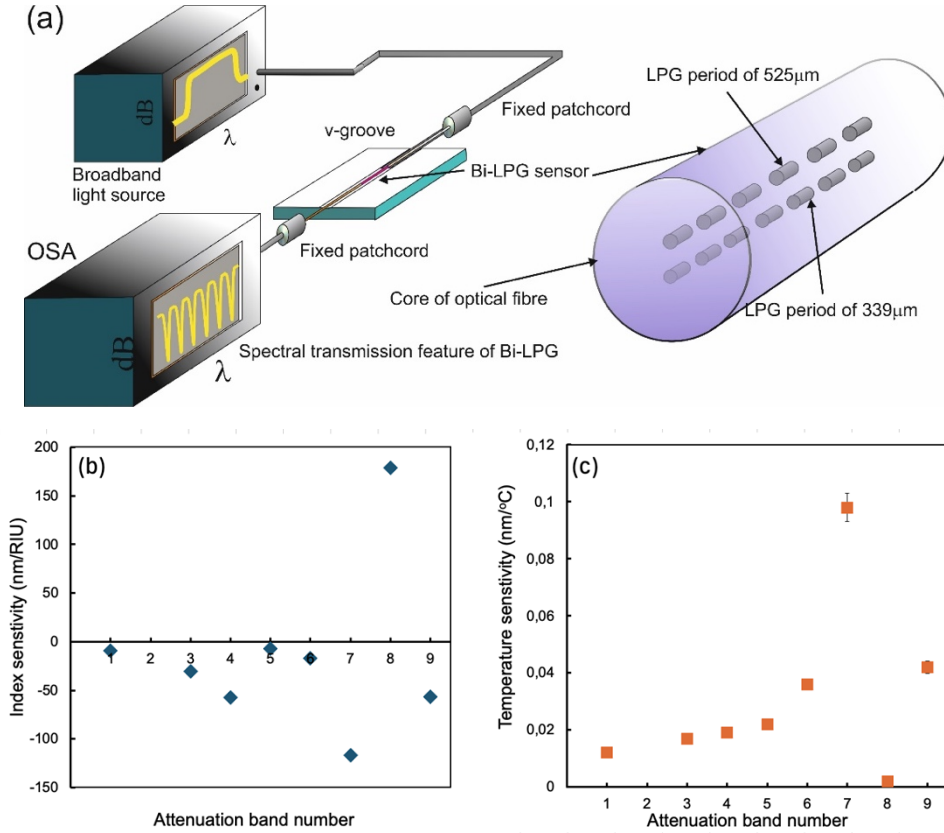 (a)
dB
λ
Broadband
light source
v-groove
Fixed patchcord
Bi-LPG sensor
Fixed patchcord
OSA
dB
λ
Spectral transmission feature of Bi-LPG
LPG period of 525μm
Core of optical fibre
LPG period of 339μm
(b)
Index senstivity (nm/RIU)
200
150
100
50
0
-50
-100
-150
1 2 3 4 5 6 7 8 9
Attenuation band number
(c)
Temperature senstivity (nm/°C)
0,12
0,1
0,08
0,06
0,04
0,02
0
1 2 3 4 5 6 7 8 9
Attenuation band number